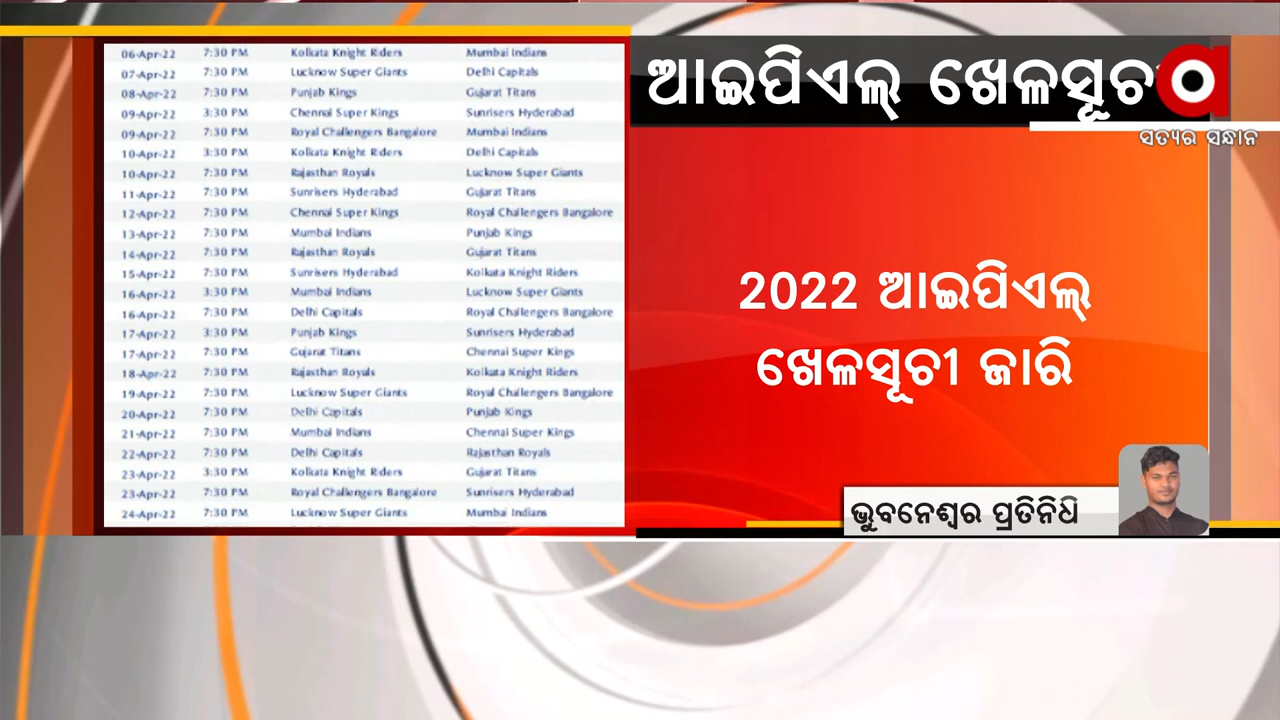 06-Apr-22 7:30 PM Kolkata Knight Riders Mumbai Indians
07-Apr-22 7:30 PM Lucknow Super Giants Delhi Capitals
08-Apr-22 7:30 PM Punjab Kings Gujarat Titans
09-Apr-22 3:30 PM Chennai Super Kings Sunrisers Hyderabad
09-Apr-22 7:30 PM Royal Challengers Bangalore Mumbai Indians
10-Apr-22 3:30 PM Kolkata Knight Riders Delhi Capitals
10-Apr-22 7:30 PM Rajasthan Royals Lucknow Super Giants
11-Apr-22 7:30 PM Sunrisers Hyderabad Gujarat Titans
12-Apr-22 7:30 PM Chennai Super Kings Royal Challengers Bangalore
13-Apr-22 7:30 PM Mumbai Indians Punjab Kings
14-Apr-22 7:30 PM Rajasthan Royals Gujarat Titans
15-Apr-22 7:30 PM Sunrisers Hyderabad Kolkata Knight Riders
16-Apr-22 3:30 PM Mumbai Indians Lucknow Super Giants
16-Apr-22 7:30 PM Delhi Capitals Royal Challengers Bangalore
17-Apr-22 3:30 PM Punjab Kings Sunrisers Hyderabad
17-Apr-22 7:30 PM Gujarat Titans Chennai Super Kings
18-Apr-22 7:30 PM Rajasthan Royals Kolkata Knight Riders
19-Apr-22 7:30 PM Lucknow Super Giants Royal Challengers Bangalore
20-Apr-22 7:30 PM Delhi Capitals Punjab Kings
21-Apr-22 7:30 PM Mumbai Indians Chennai Super Kings
22-Apr-22 7:30 PM Delhi Capitals Rajasthan Royals
23-Apr-22 3:30 PM Kolkata Knight Riders Gujarat Titans
23-Apr-22 7:30 PM Royal Challengers Bangalore Sunrisers Hyderabad
24-Apr-22 7:30 PM Lucknow Super Giants Mumbai Indians
ଆଇପିଏଲ୍ ଖେଳସୂଚୀ
ସତ୍ୟର ସନ୍ଧାନ
2022 ଆଇପିଏଲ୍
ଖେଳସୂଚୀ ଜାରି
ଭୁବନେଶ୍ୱର ପ୍ରତିନିଧି